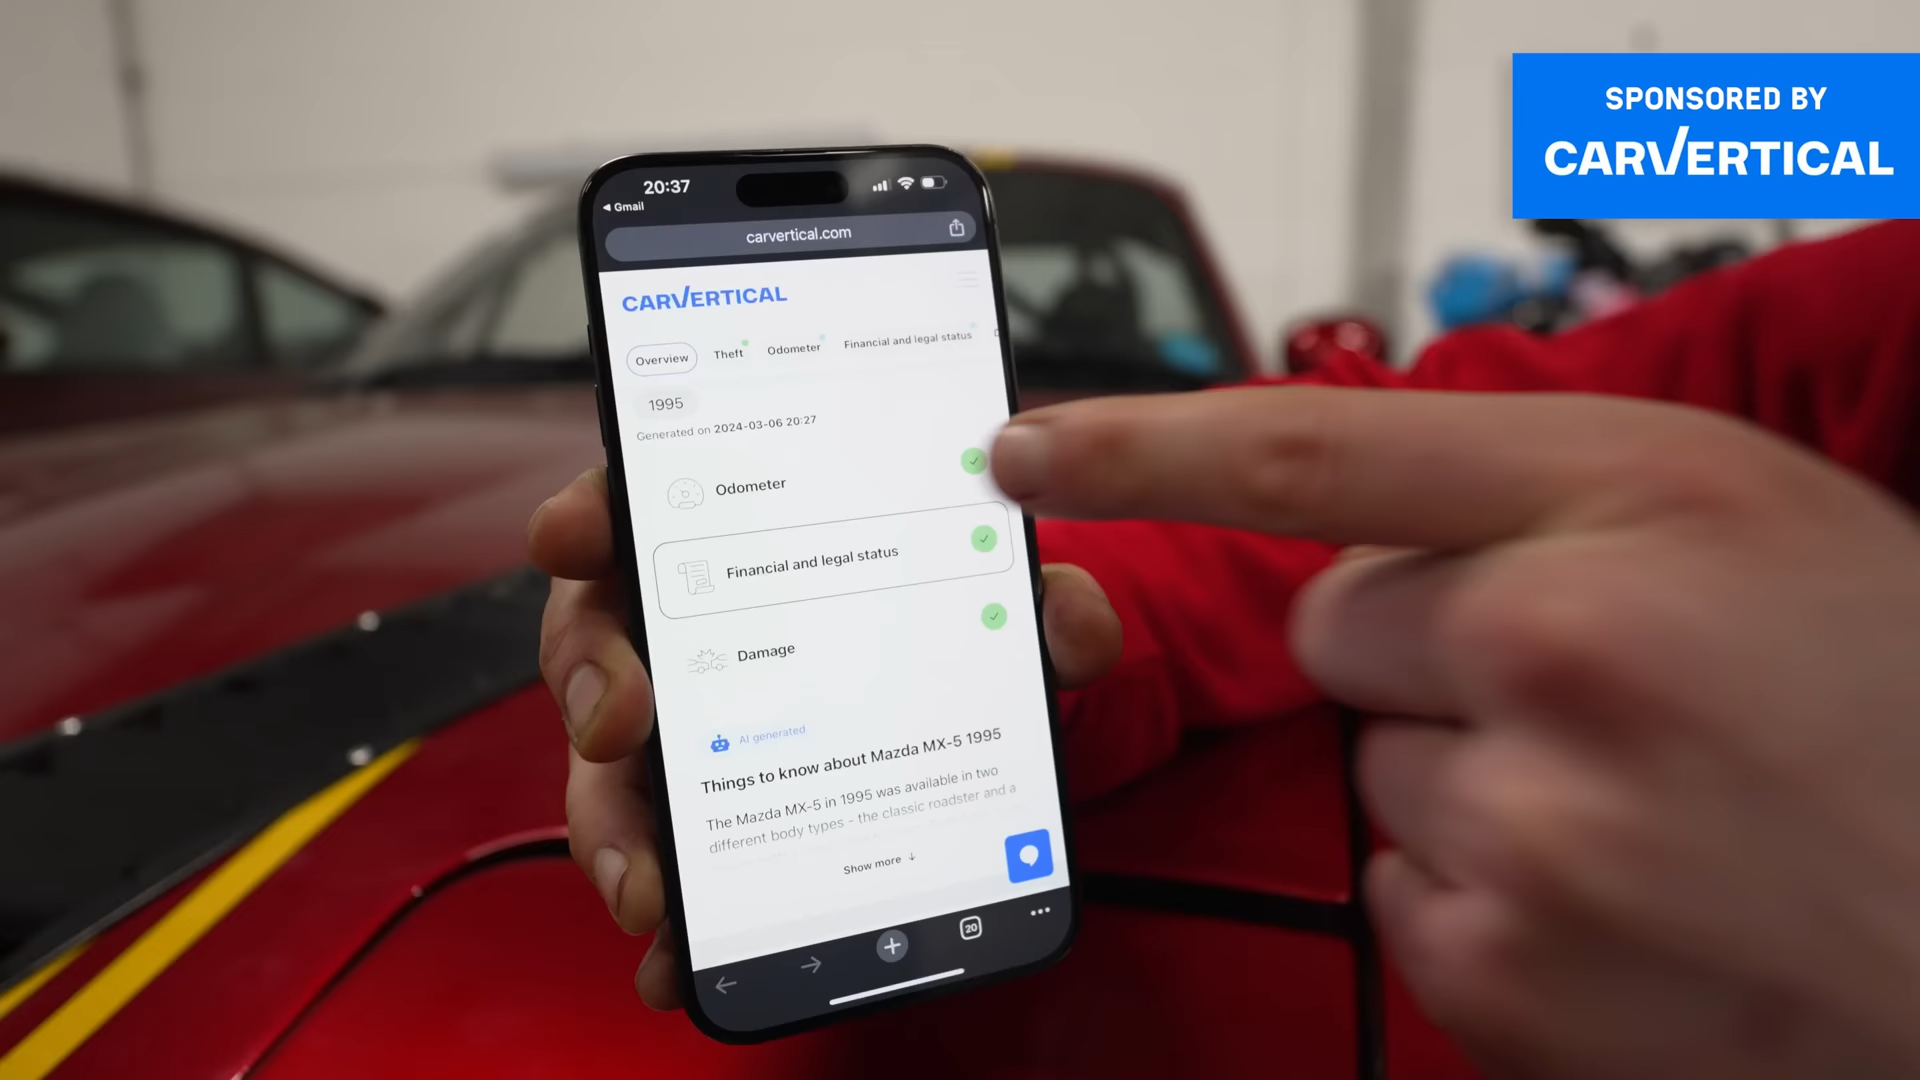 SPONSORED BY
CARVERTICAL
20:37
Gmail
carvertical.com
CARVERTICAL
Overview
Theft
Odometer
Financial and legal status
1995
Generated on 2024-03-06 20:27
Odometer
Financial and legal status
Damage
AI generated
Things to know about Mazda MX-5 1995
The Mazda MX-5 in 1995 was available in two
different body types - the classic roadster and a
Show more
20